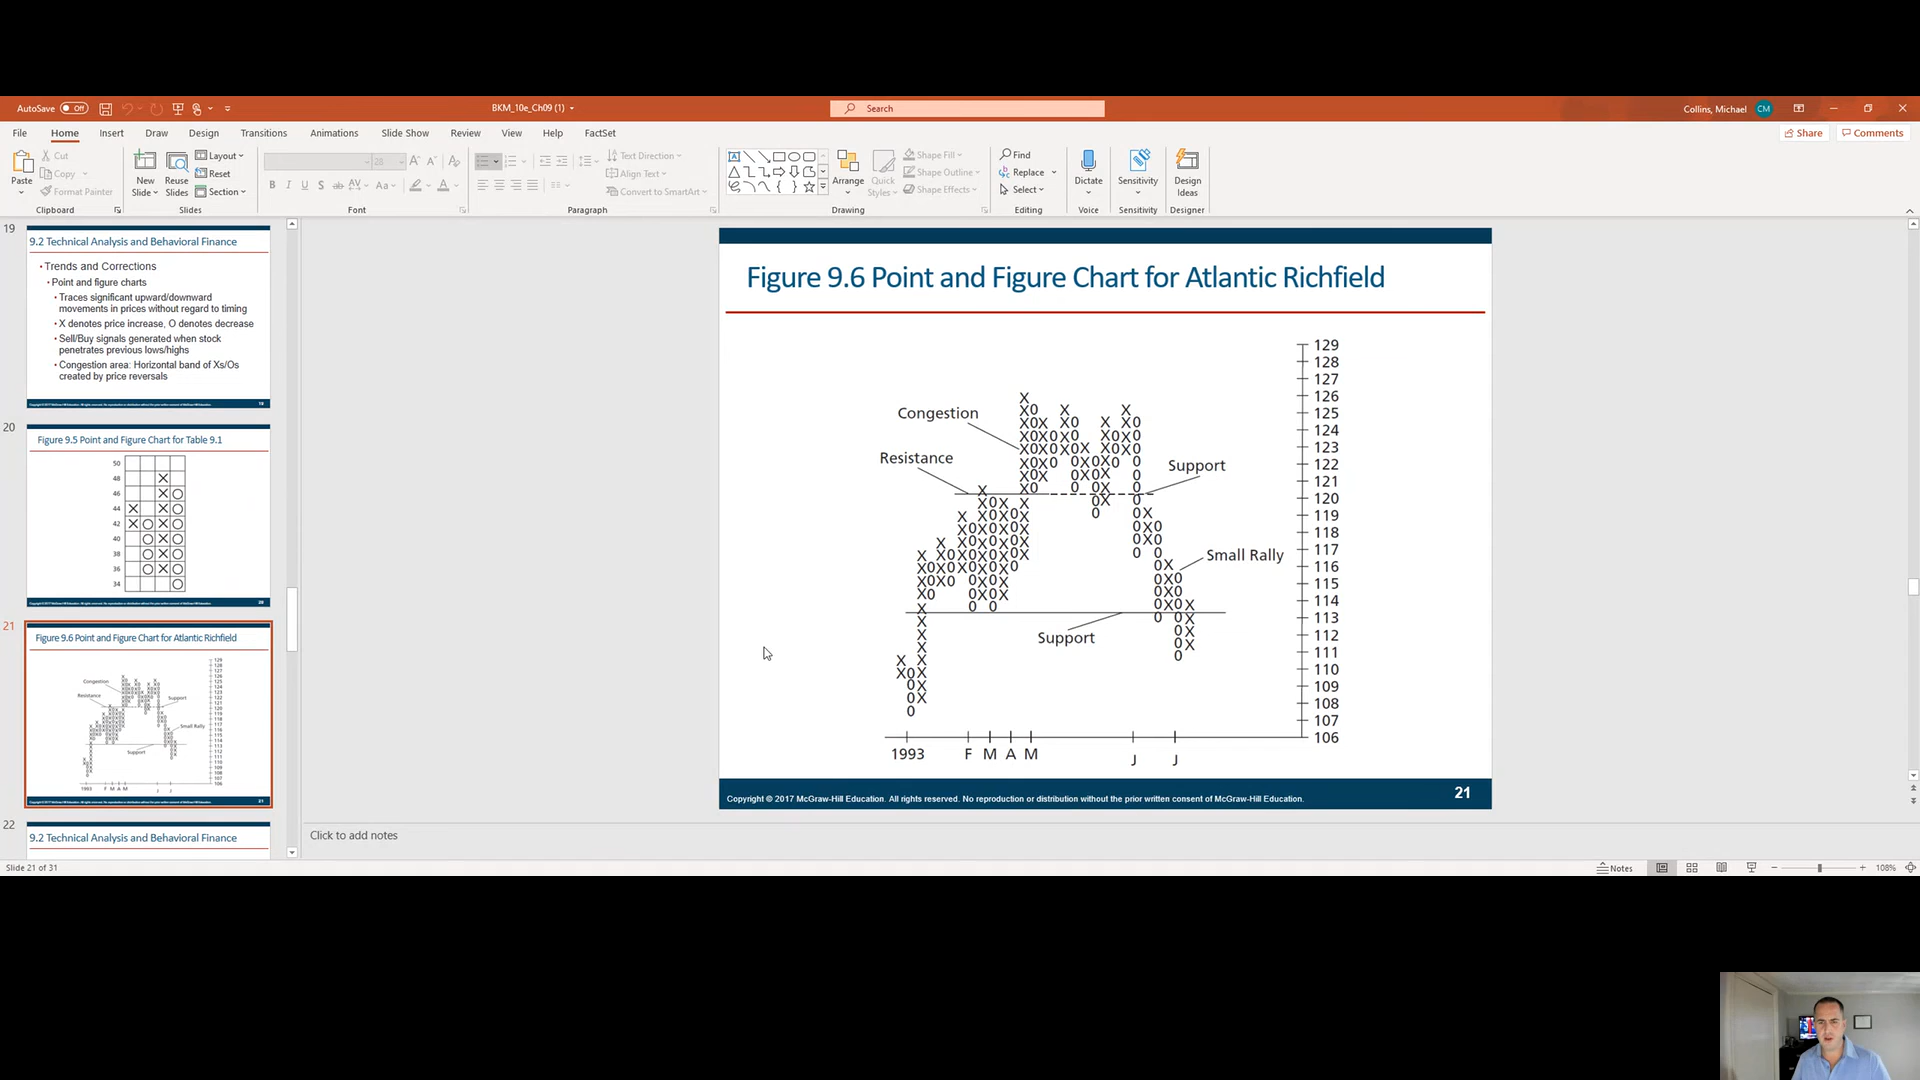 AutoSave Off
BKM_10e_Ch09 (1)
Search
Collins, Michael CM
File Home Insert Draw Design Transitions Animations Slide Show Review View Help FactSet
Share Comments
Paste
Cut
Copy
Format Painter
Clipboard
New Slide
Reuse Slides
Layout
Reset
Section
Slides
28
Font
Text Direction
Align Text
Convert to SmartArt
Paragraph
Arrange
Quick Styles
Shape Fill
Shape Outline
Shape Effects
Drawing
Find
Replace
Select
Editing
Dictate
Voice
Sensitivity
Sensitivity
Design Ideas
Designer
19
9.2 Technical Analysis and Behavioral Finance
• Trends and Corrections
• Point and figure charts
• Traces significant upward/downward
movements in prices without regard to timing
• X denotes price increase, O denotes decrease
• Sell/Buy signals generated when stock
penetrates previous lows/highs
• Congestion area: Horizontal band of Xs/Os
created by price reversals
20
Figure 9.5 Point and Figure Chart for Table 9.1
50
48
46
44
42
40
38
36
34
21
Figure 9.6 Point and Figure Chart for Atlantic Richfield
22
9.2 Technical Analysis and Behavioral Finance
Figure 9.6 Point and Figure Chart for Atlantic Richfield
Congestion
Resistance
Support
Small Rally
Support
129
128
127
126
125
124
123
122
121
120
119
118
117
116
115
114
113
112
111
110
109
108
107
106
1993 F M A M J J
Copyright © 2017 McGraw-Hill Education. All rights reserved. No reproduction or distribution without the prior written consent of McGraw-Hill Education.
21
Click to add notes
Slide 21 of 31
Notes
108%